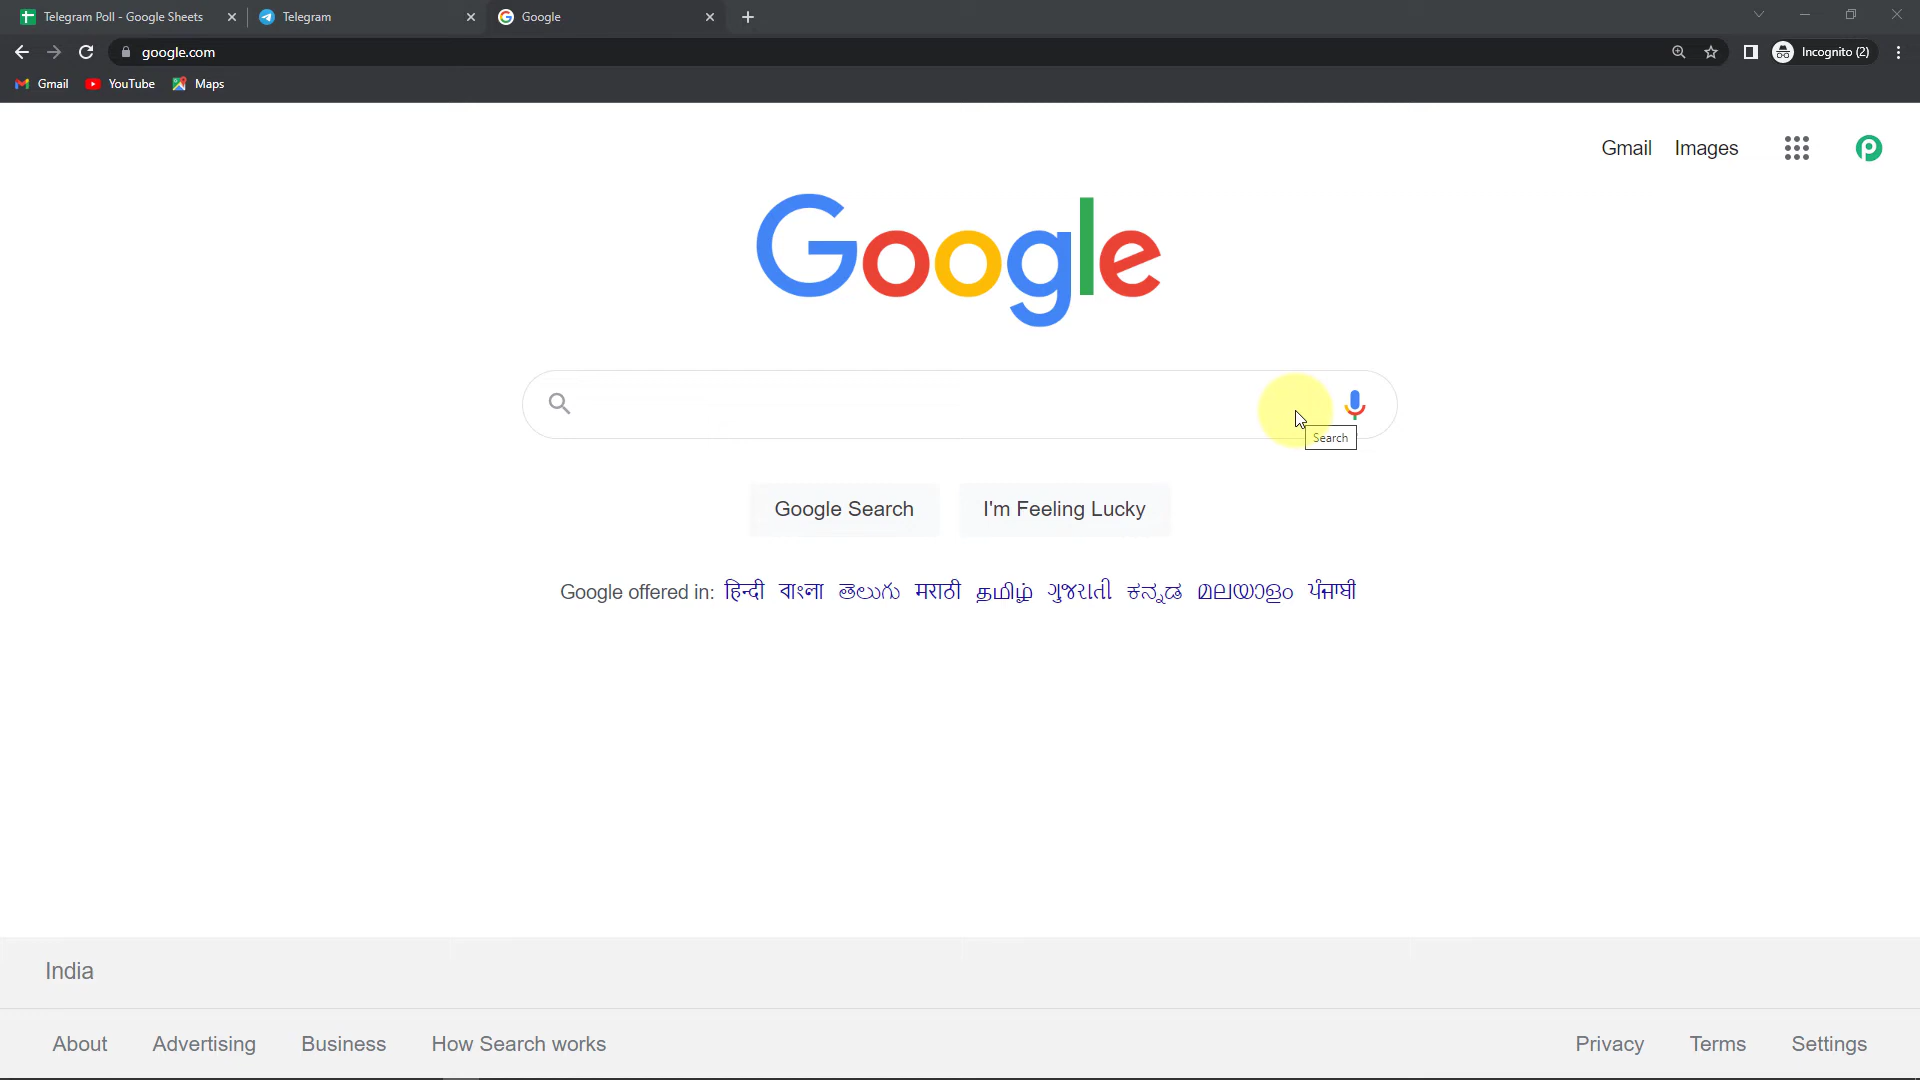 Telegram Poll - Google Sheets Telegram Google
google.com Incognito (2)
Gmail YouTube Maps
Gmail Images
Google
Search
Google Search I'm Feeling Lucky
Google offered in: हिन्दी বাংলা తెలుగు मराठी தமிழ் ગુજરાતી ಕನ್ನಡ മലയാളം ਪੰਜਾਬੀ
India
About Advertising Business How Search works Privacy Terms Settings